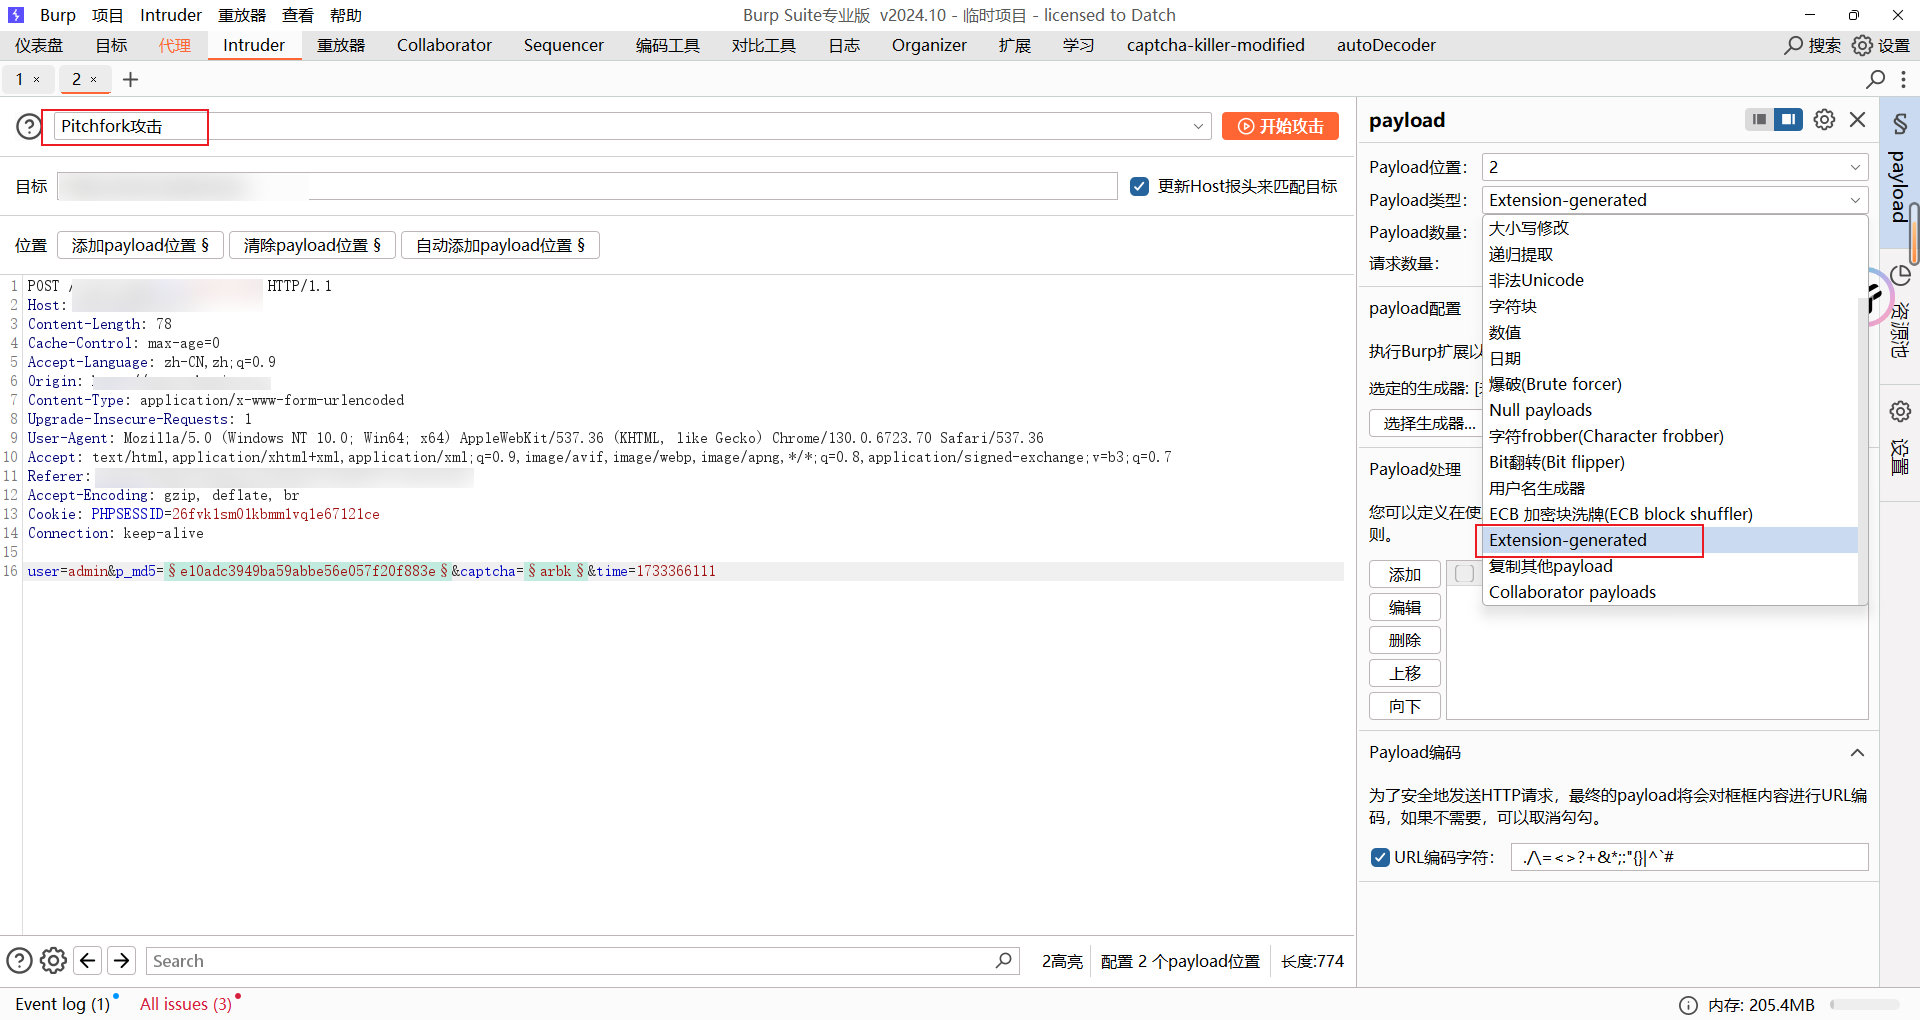 Burp 项目 Intruder 重放器 查看 帮助
Burp Suite专业版 v2024.10 - 临时项目 - licensed to Datch
仪表盘 目标 代理 Intruder 重放器 Collaborator Sequencer 编码工具 对比工具 日志 Organizer 扩展 学习 captcha-killer-modified autoDecoder 搜索 设置
1 × 2 × +
Pitchfork攻击
开始攻击
目标
更新Host报头来匹配目标
位置 添加payload位置 § 清除payload位置 § 自动添加payload位置 §
1 POST / HTTP/1.1
2 Host:
3 Content-Length: 78
4 Cache-Control: max-age=0
5 Accept-Language: zh-CN,zh;q=0.9
6 Origin:
7 Content-Type: application/x-www-form-urlencoded
8 Upgrade-Insecure-Requests: 1
9 User-Agent: Mozilla/5.0 (Windows NT 10.0; Win64; x64) AppleWebKit/537.36 (KHTML, like Gecko) Chrome/130.0.6723.70 Safari/537.36
10 Accept: text/html,application/xhtml+xml,application/xml;q=0.9,image/avif,image/webp,image/apng,*/*;q=0.8,application/signed-exchange;v=b3;q=0.7
11 Referer:
12 Accept-Encoding: gzip, deflate, br
13 Cookie: PHPSESSID=26fvklsm0lkbmmlvqle6712lce
14 Connection: keep-alive
15
16 user=admin&p_md5=§e10adc3949ba59abbe56e057f20f883e§&captcha=§arbk§&time=1733366111
Search
2高亮 配置 2 个payload位置 长度:774
Event log (1) All issues (3)
内存: 205.4MB
payload
Payload位置: 2
Payload类型: Extension-generated
Payload数量:
请求数量:
payload配置
执行Burp扩展以
选定的生成器:
选择生成器...
Payload处理
您可以定义在使
则。
添加
编辑
删除
上移
向下
大小写修改
递归提取
非法Unicode
字符块
数值
日期
爆破(Brute forcer)
Null payloads
字符frobber(Character frobber)
Bit翻转(Bit flipper)
用户名生成器
ECB 加密块洗牌(ECB block shuffler)
Extension-generated
复制其他payload
Collaborator payloads
Payload编码
为了安全地发送HTTP请求，最终的payload将会对框框内容进行URL编
码，如果不需要，可以取消勾勾。
URL编码字符: ./\=<>?+&*;:"{}|^`#
§ payload
资源池
设置